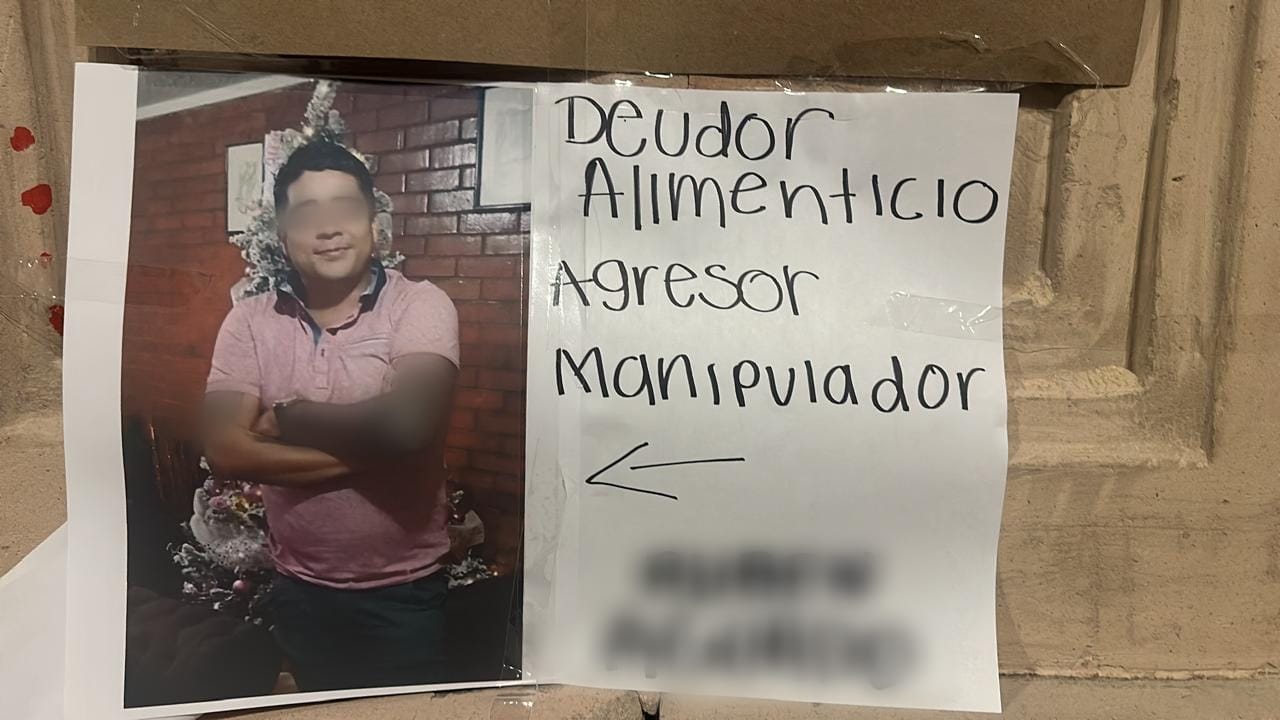 Deudor
Alimenticio
Agresor
Manipulador